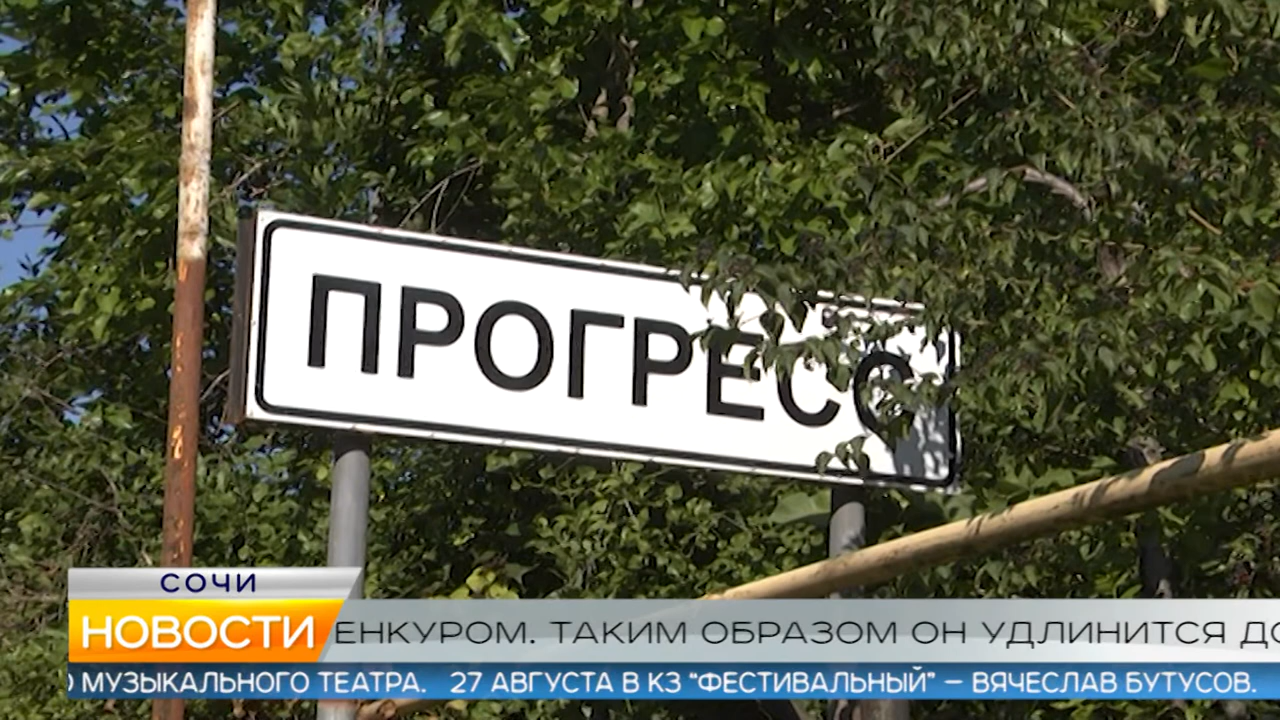 ПРОГРЕСС
СОЧИ
НОВОСТИ
ЕНКУРОМ. ТАКИМ ОБРАЗОМ ОН УДЛИНИТСЯ ДО
МУЗЫКАЛЬНОГО ТЕАТРА. 27 АВГУСТА В КЗ “ФЕСТИВАЛЬНЫЙ” – ВЯЧЕСЛАВ БУТУСОВ.